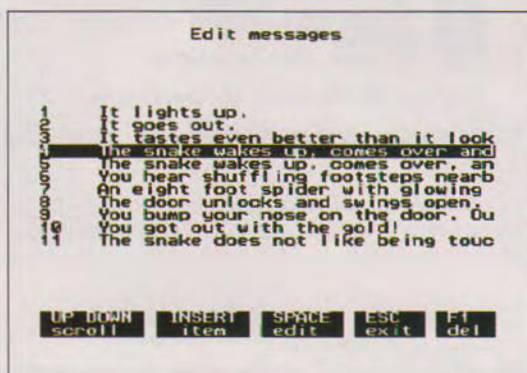 Edit messages
1 It lights up.
2 It goes out.
3 It tastes even better than it look
4 The snake wakes up, comes over and
5 The snake wakes up, comes over, an
6 You hear shuffling footsteps nearb
7 An eight foot spider with glowing
8 The door unlocks and swings open.
9 You bump your nose on the door. Ou
10 You got out with the gold!
11 The snake does not like being touc
UP DOWN INSERT SPACE ESC F1
scroll item edit exit del